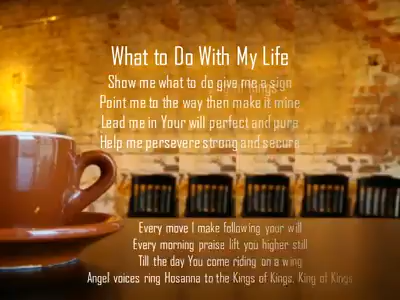 What to Do With My Life
Show me what to do give me a sign
Point me to the way then make it mine
Lead me in Your will perfect and pure
Help me persevere strong and secure
Every move I make following your will
Every morning praise lift you higher still
Till the day You come riding on a wing
Angel voices ring Hosanna to the Kings of Kings, King of Kings